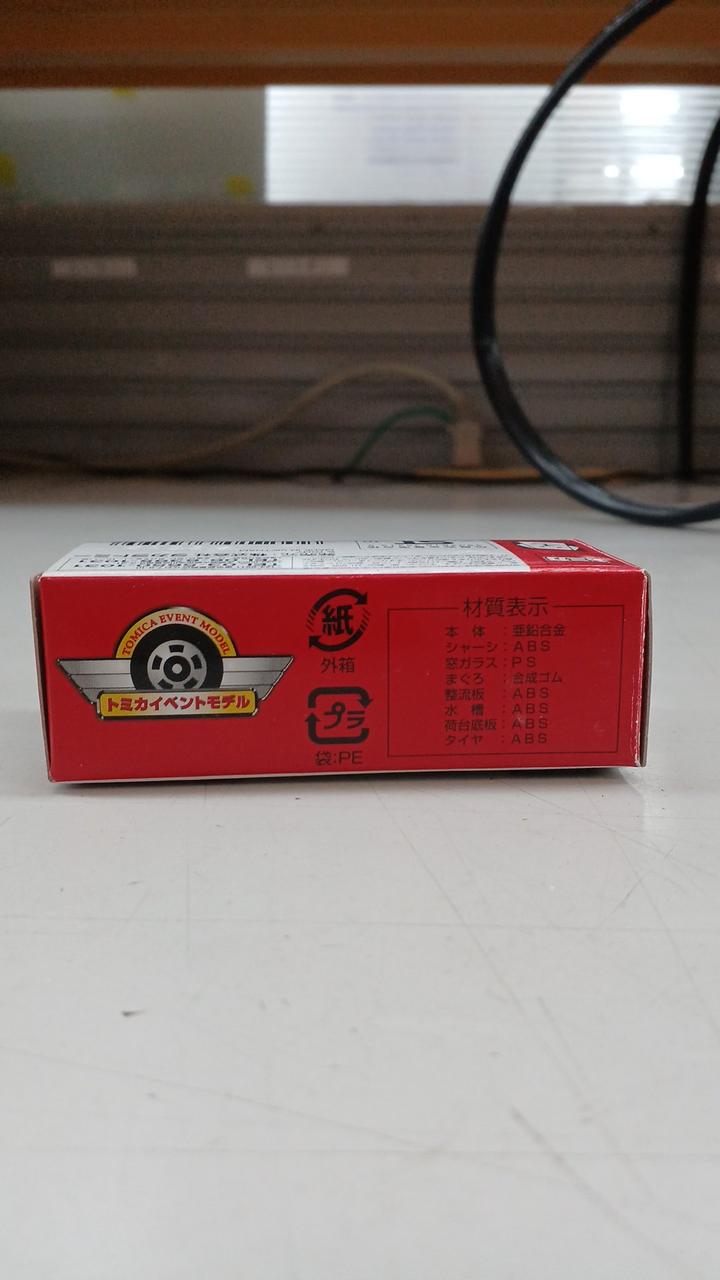 TOMICA EVENT MODEL
トミカイベントモデル
紙
外箱
プラ
袋:PE
材質表示
本体:亜鉛合金
シャーシ:ABS
窓ガラス:PS
まぐろ:合成ゴム
整流板:ABS
水槽:ABS
荷台底板:ABS
タイヤ:ABS